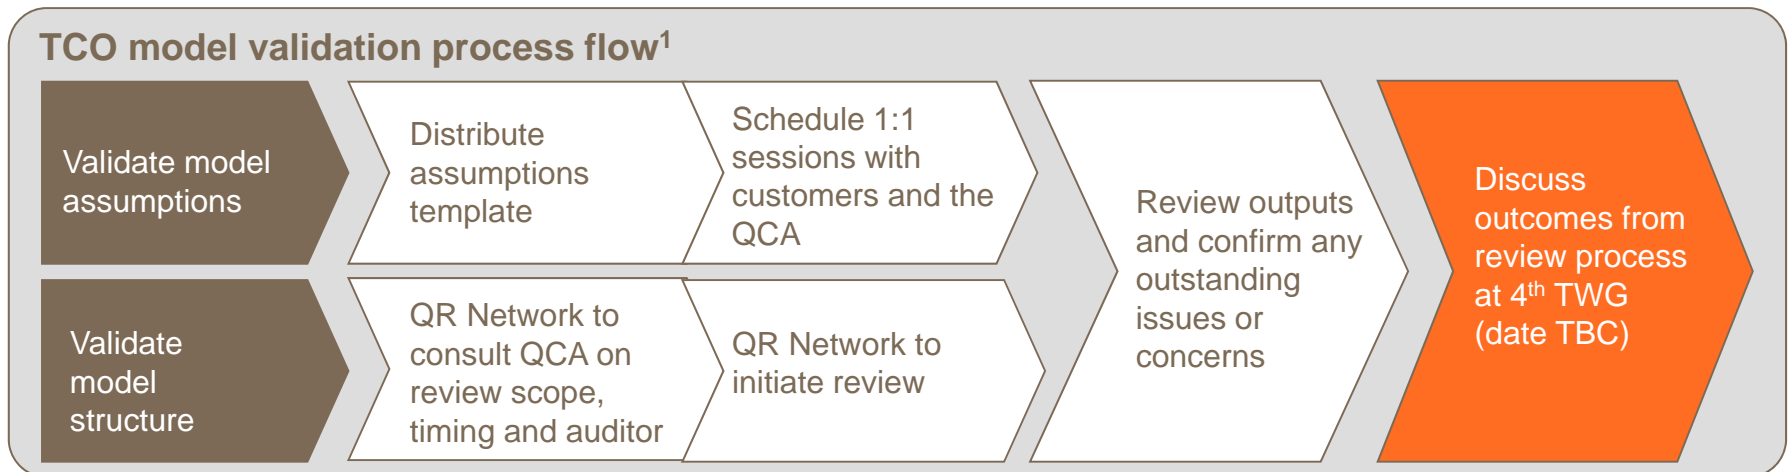 TCO model validation process flow¹
Validate model
assumptions
Distribute
assumptions
template
Schedule 1:1
sessions with
customers and the
QCA
Validate
model
structure
QR Network to
consult QCA on
review scope,
timing and auditor
QR Network to
initiate review
Review outputs
and confirm any
outstanding
issues or
concerns
Discuss
outcomes from
review process
at 4th TWG
(date TBC)